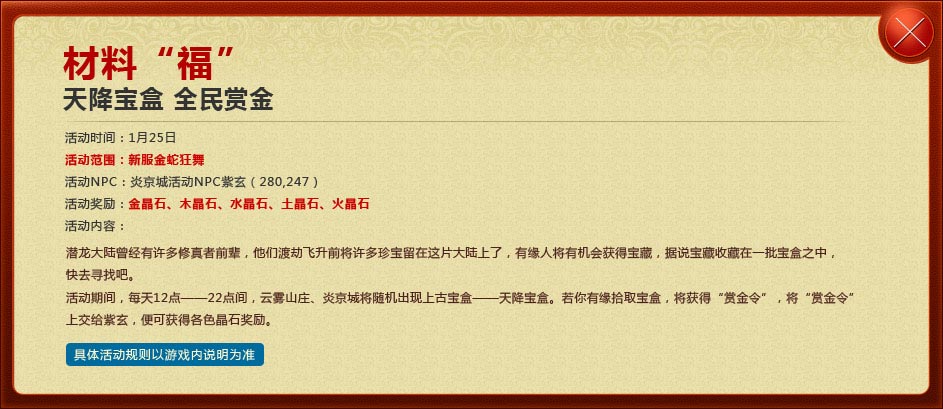 材料“福”
天降宝盒 全民赏金
活动时间：1月25日
活动范围：新服金蛇狂舞
活动NPC：炎京城活动NPC紫玄（280,247）
活动奖励：金晶石、木晶石、水晶石、土晶石、火晶石
活动内容：
潜龙大陆曾经有许多修真者前辈，他们渡劫飞升前将许多珍宝留在这片大陆上了，有缘人将有机会获得宝藏，据说宝藏收藏在一批宝盒之中，
快去寻找吧。
活动期间，每天12点——22点间，云雾山庄、炎京城将随机出现上古宝盒——天降宝盒。若你有缘拾取宝盒，将获得“赏金令”，将“赏金令”
上交给紫玄，便可获得各色晶石奖励。
具体活动规则以游戏内说明为准